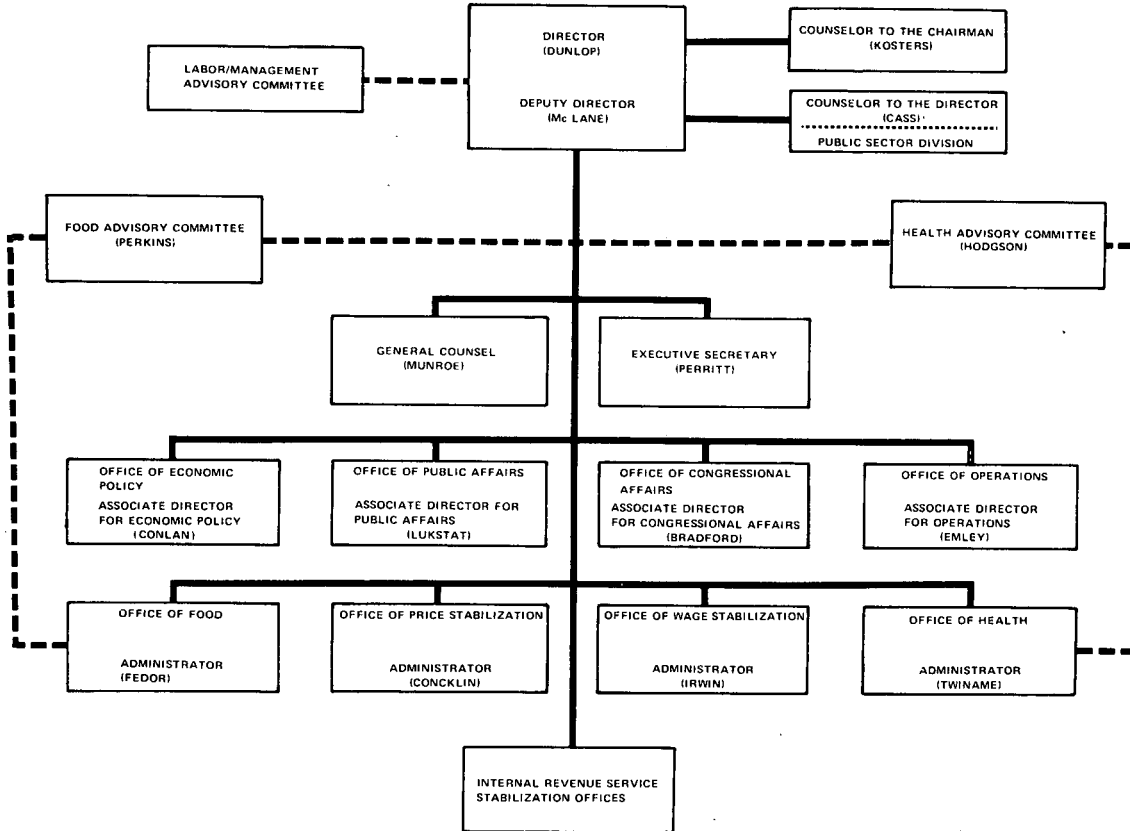 DIRECTOR
(DUNLOP)
DEPUTY DIRECTOR
(Mc LANE)
COUNSELOR TO THE CHAIRMAN
(KOSTERS)
LABOR/MANAGEMENT
ADVISORY COMMITTEE
COUNSELOR TO THE DIRECTOR
(CASS)
PUBLIC SECTOR DIVISION
FOOD ADVISORY COMMITTEE
(PERKINS)
HEALTH ADVISORY COMMITTEE
(HODGSON)
GENERAL COUNSEL
(MUNROE)
EXECUTIVE SECRETARY
(PERRITT)
OFFICE OF ECONOMIC
POLICY
ASSOCIATE DIRECTOR
FOR ECONOMIC POLICY
(CONLAN)
OFFICE OF PUBLIC AFFAIRS
ASSOCIATE DIRECTOR FOR
PUBLIC AFFAIRS
(LUKSTAT)
OFFICE OF CONGRESSIONAL
AFFAIRS
ASSOCIATE DIRECTOR
FOR CONGRESSIONAL AFFAIRS
(BRADFORD)
OFFICE OF OPERATIONS
ASSOCIATE DIRECTOR
FOR OPERATIONS
(EMLEY)
OFFICE OF FOOD
ADMINISTRATOR
(FEDOR)
OFFICE OF PRICE STABILIZATION
ADMINISTRATOR
(CONCKLIN)
OFFICE OF WAGE STABILIZATION
ADMINISTRATOR
(IRWIN)
OFFICE OF HEALTH
ADMINISTRATOR
(TWINAME)
INTERNAL REVENUE SERVICE
STABILIZATION OFFICES